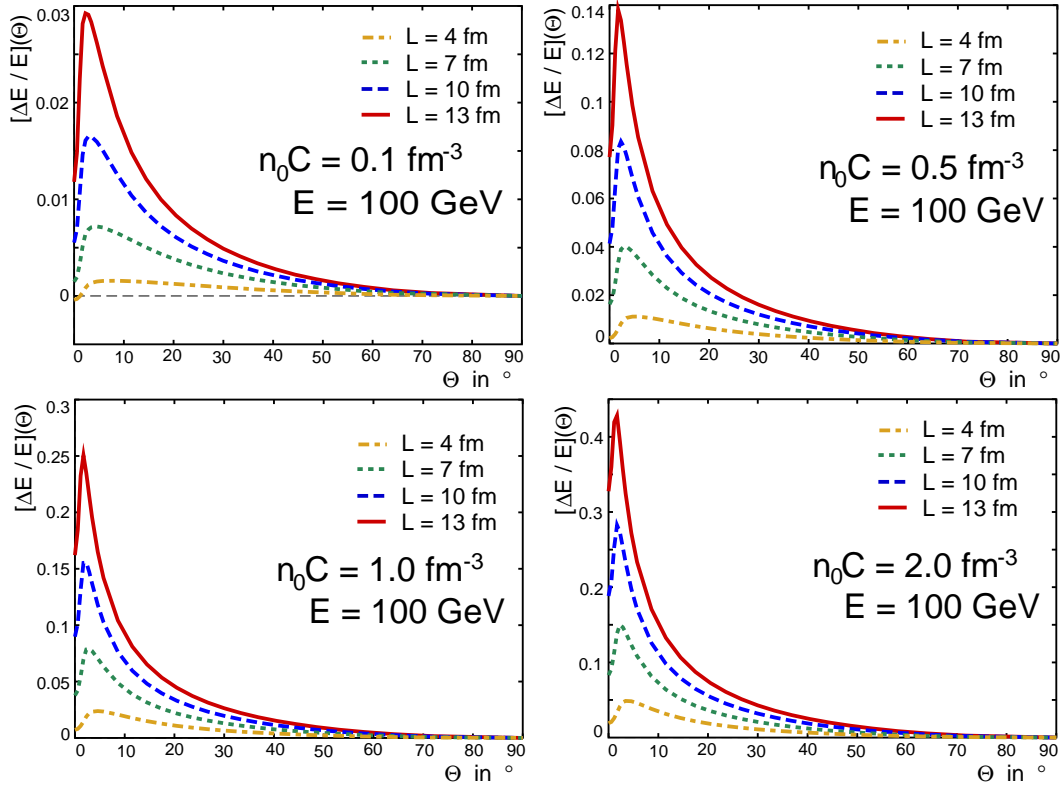 [ΔE / E](Θ)
0.03
0.02
0.01
0
0 10 20 30 40 50 60 70 80 90
Θ in °
L = 4 fm
L = 7 fm
L = 10 fm
L = 13 fm
n₀C = 0.1 fm⁻³
E = 100 GeV
[ΔE / E](Θ)
0.14
0.12
0.10
0.08
0.06
0.04
0.02
0
0 10 20 30 40 50 60 70 80 90
Θ in °
L = 4 fm
L = 7 fm
L = 10 fm
L = 13 fm
n₀C = 0.5 fm⁻³
E = 100 GeV
[ΔE / E](Θ)
0.3
0.25
0.20
0.15
0.10
0.05
0
0 10 20 30 40 50 60 70 80 90
Θ in °
L = 4 fm
L = 7 fm
L = 10 fm
L = 13 fm
n₀C = 1.0 fm⁻³
E = 100 GeV
[ΔE / E](Θ)
0.4
0.3
0.2
0.1
0
0 10 20 30 40 50 60 70 80 90
Θ in °
L = 4 fm
L = 7 fm
L = 10 fm
L = 13 fm
n₀C = 2.0 fm⁻³
E = 100 GeV